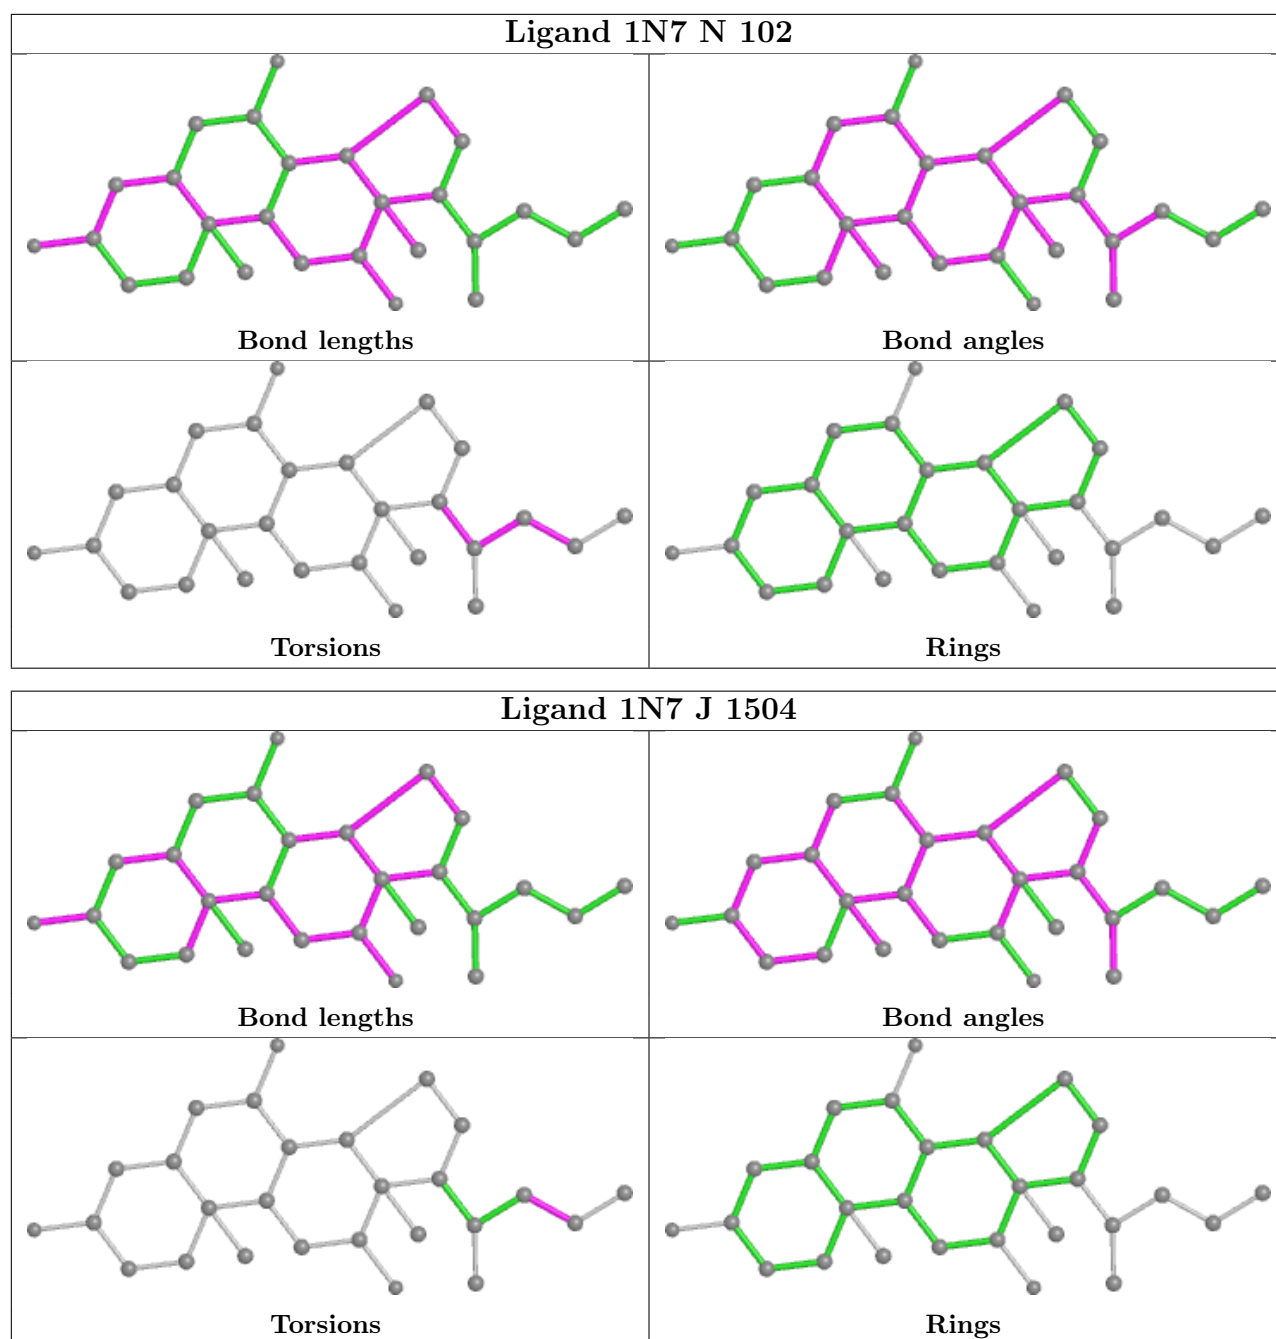 Ligand 1N7 N 102
Bond lengths
Bond angles
Torsions
Rings
Ligand 1N7 J 1504
Bond lengths
Bond angles
Torsions
Rings